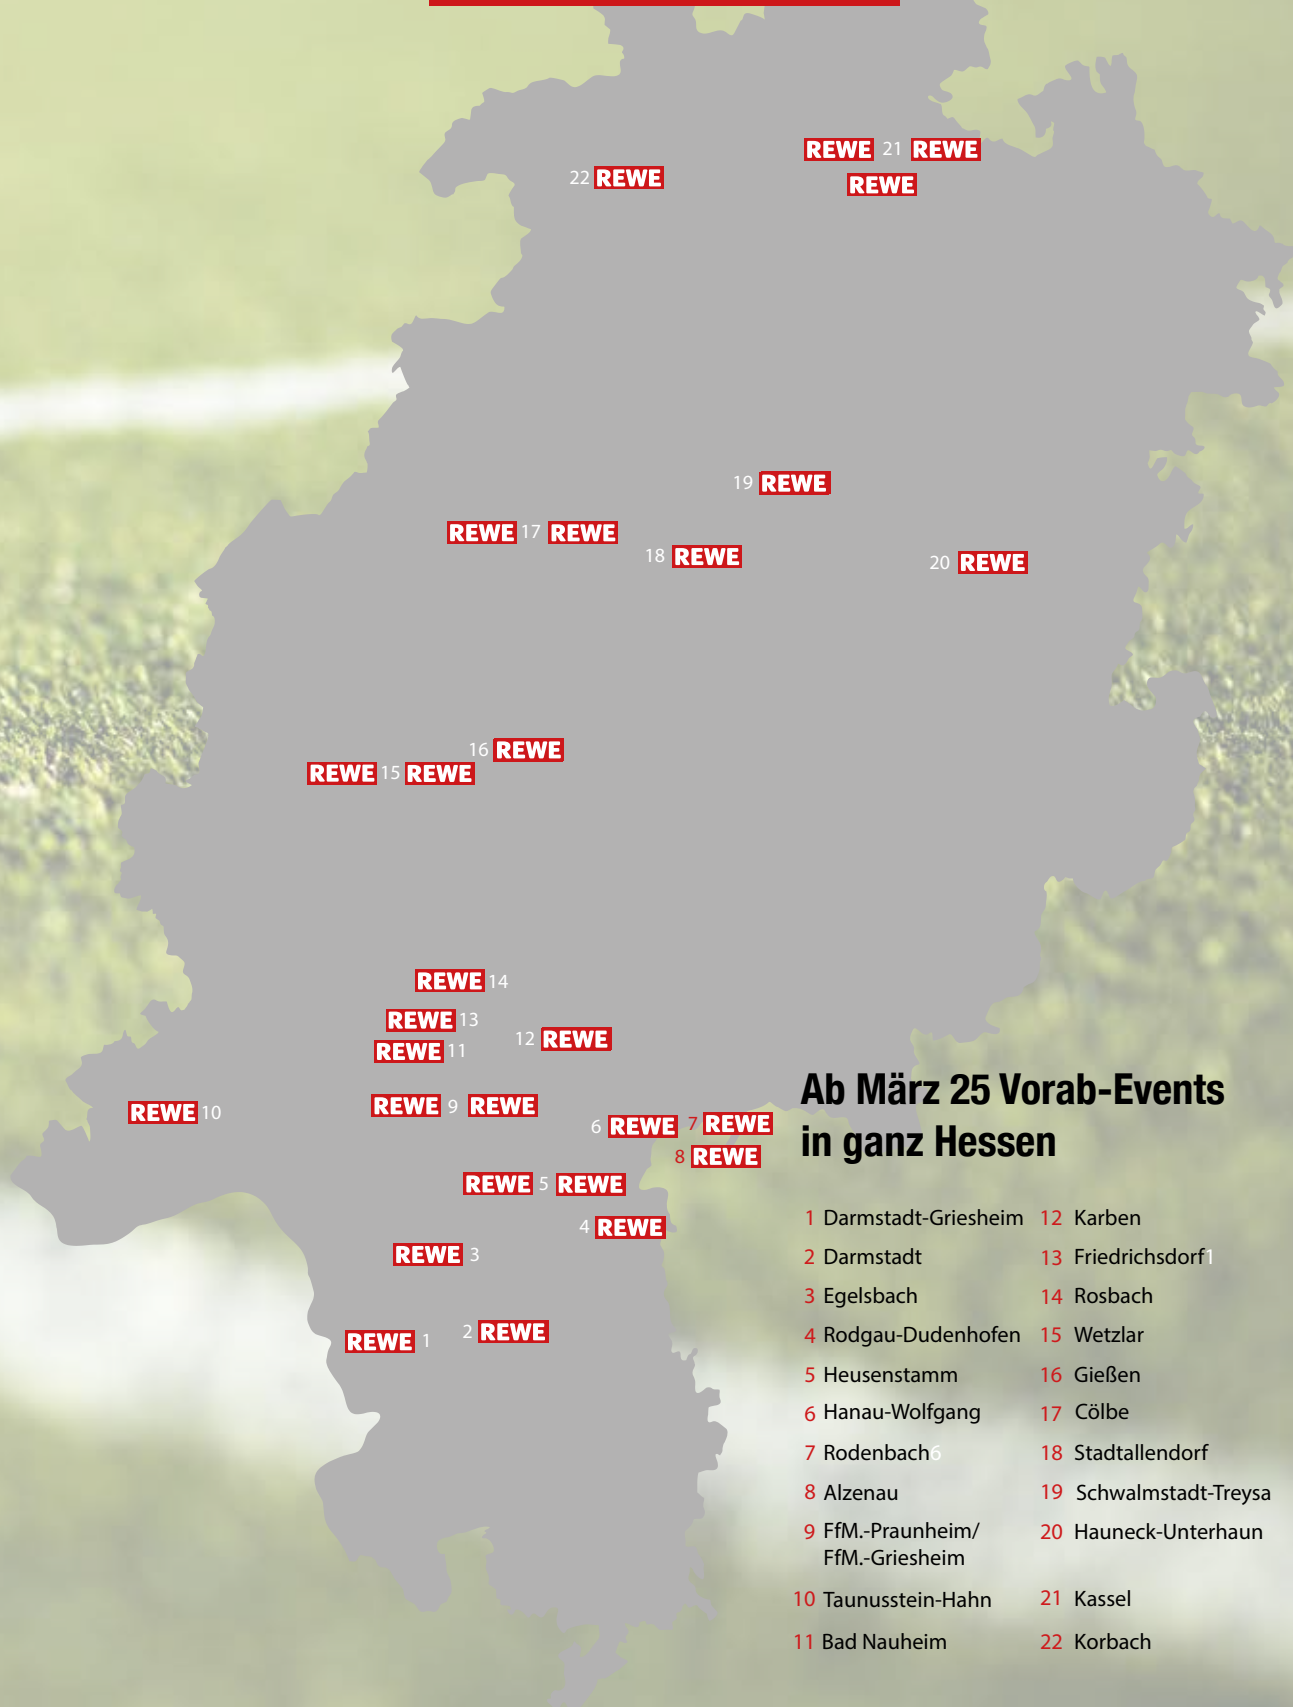 REWE 21 REWE
22 REWE
REWE
19 REWE
REWE 17 REWE
18 REWE
20 REWE
16 REWE
REWE 15 REWE
REWE 14
REWE 13
12 REWE
REWE 11
REWE 9 REWE
REWE 10
6 REWE 7 REWE
8 REWE
REWE 5 REWE
4 REWE
REWE 3
2 REWE
REWE 1
Ab März 25 Vorab-Events
in ganz Hessen
1 Darmstadt-Griesheim
2 Darmstadt
3 Egelsbach
4 Rodgau-Dudenhofen
5 Heusenstamm
6 Hanau-Wolfgang
7 Rodenbach6
8 Alzenau
9 FfM.-Praunheim/
FfM.-Griesheim
10 Taunusstein-Hahn
11 Bad Nauheim
12 Karben
13 Friedrichsdorf1
14 Rosbach
15 Wetzlar
16 Gießen
17 Cölbe
18 Stadtallendorf
19 Schwalmstadt-Treysa
20 Hauneck-Unterhaun
21 Kassel
22 Korbach